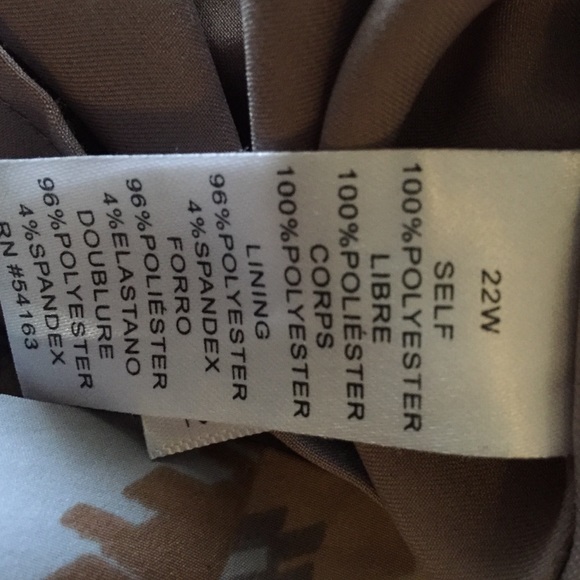 22W
SELF
100%POLYESTER
LIBRE
100%POLIÉSTER
CORPS
100%POLYESTER
LINING
96%POLYESTER
4%SPANDEX
FORRO
96%POLIÉSTER
4%ELASTANO
DOUBLURE
96%POLYESTER
4%SPANDEX
RN #54163